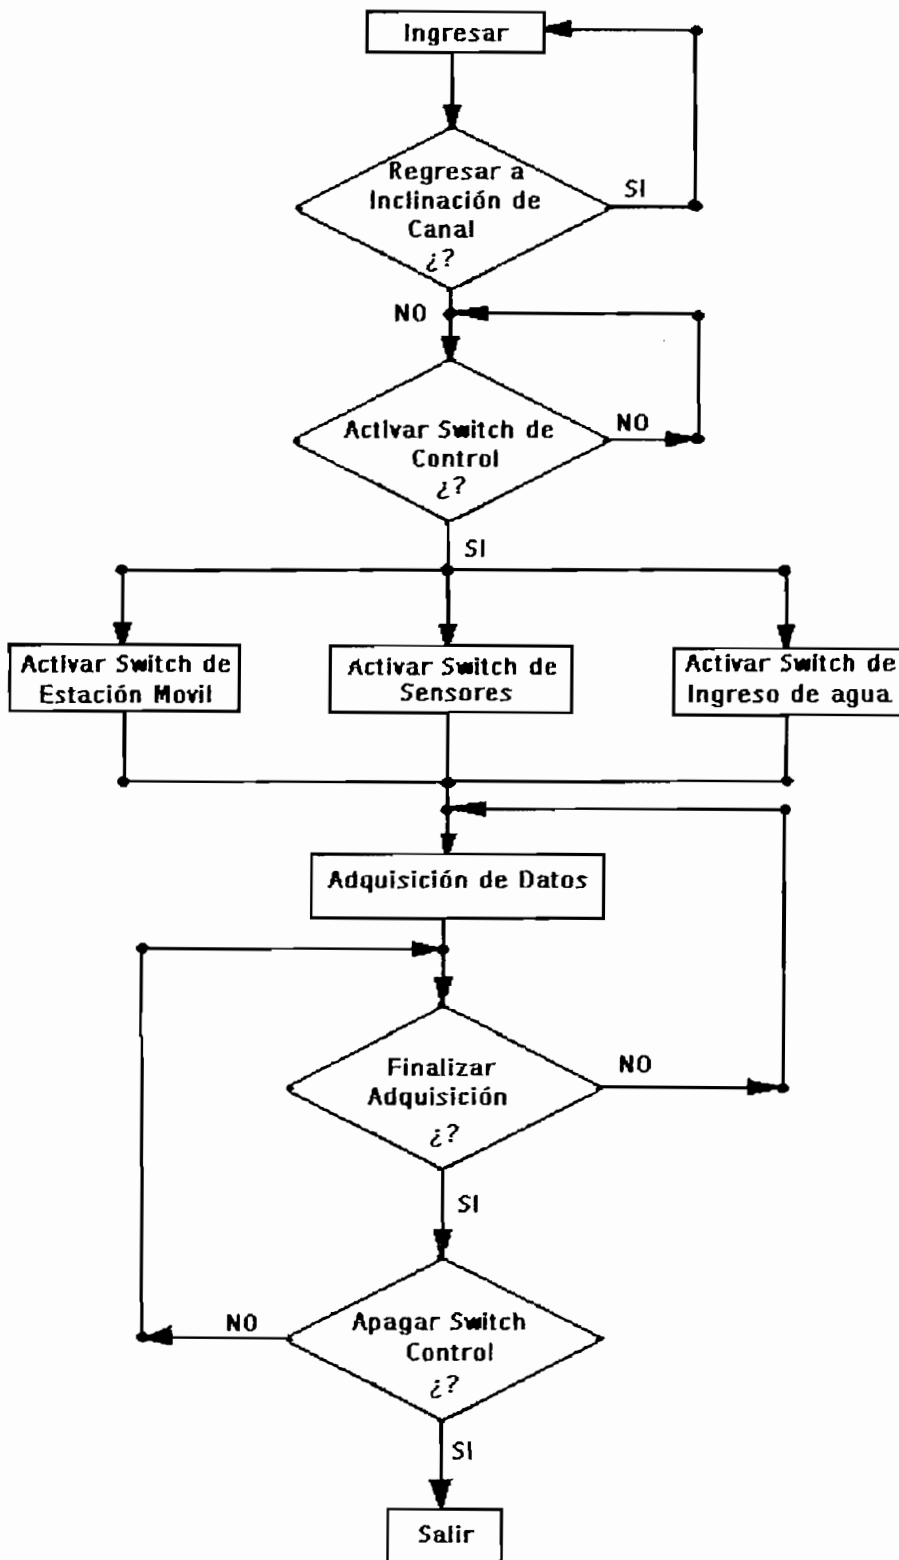 Ingresar
Regresar a
Inclinación de
Canal
¿?
SI
NO
Activar Switch de
Control
¿?
NO
SI
Activar Switch de
Estación Movil
Activar Switch de
Sensores
Activar Switch de
Ingreso de agua
Adquisición de Datos
Finalizar
Adquisición
¿?
NO
SI
Apagar Switch
Control
¿?
NO
SI
Salir